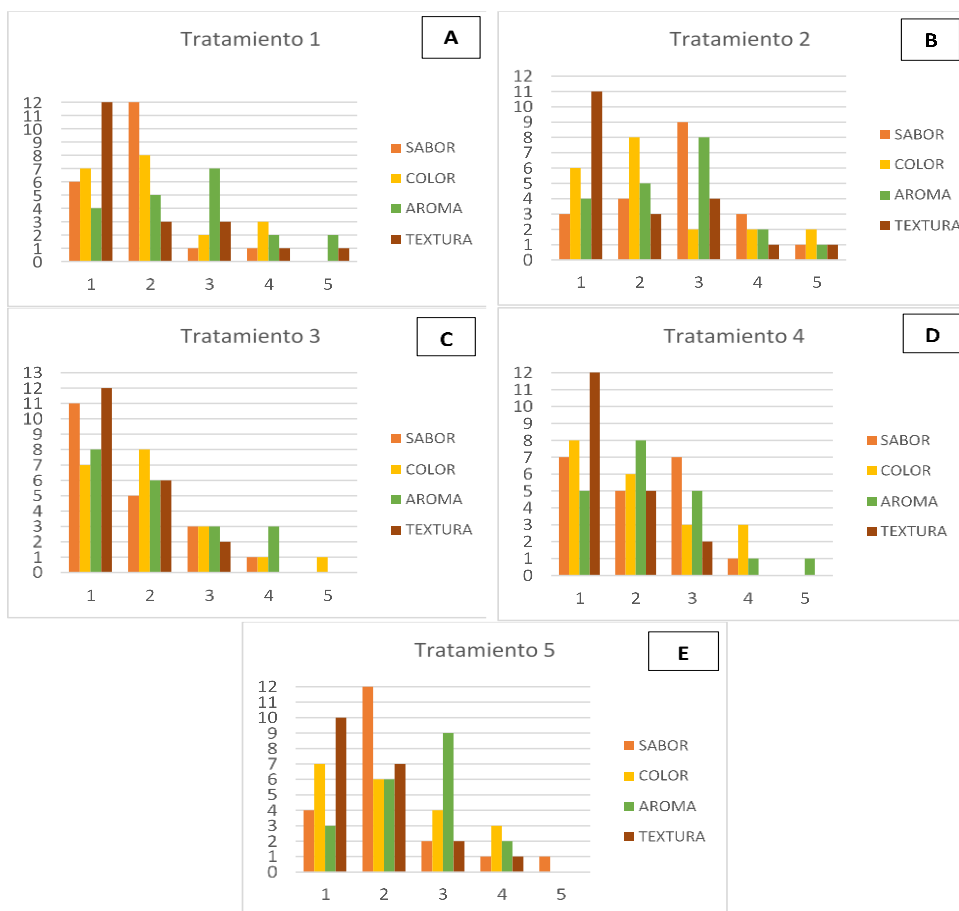 Tratamiento 1
A
12
11
10
9
8
7
6
5
4
3
2
1
0
1 2 3 4 5
SABOR
COLOR
AROMA
TEXTURA
Tratamiento 2
B
12
11
10
9
8
7
6
5
4
3
2
1
0
1 2 3 4 5
SABOR
COLOR
AROMA
TEXTURA
Tratamiento 3
C
13
12
11
10
9
8
7
6
5
4
3
2
1
0
1 2 3 4 5
SABOR
COLOR
AROMA
TEXTURA
Tratamiento 4
D
12
11
10
9
8
7
6
5
4
3
2
1
0
1 2 3 4 5
SABOR
COLOR
AROMA
TEXTURA
Tratamiento 5
E
12
11
10
9
8
7
6
5
4
3
2
1
0
1 2 3 4 5
SABOR
COLOR
AROMA
TEXTURA